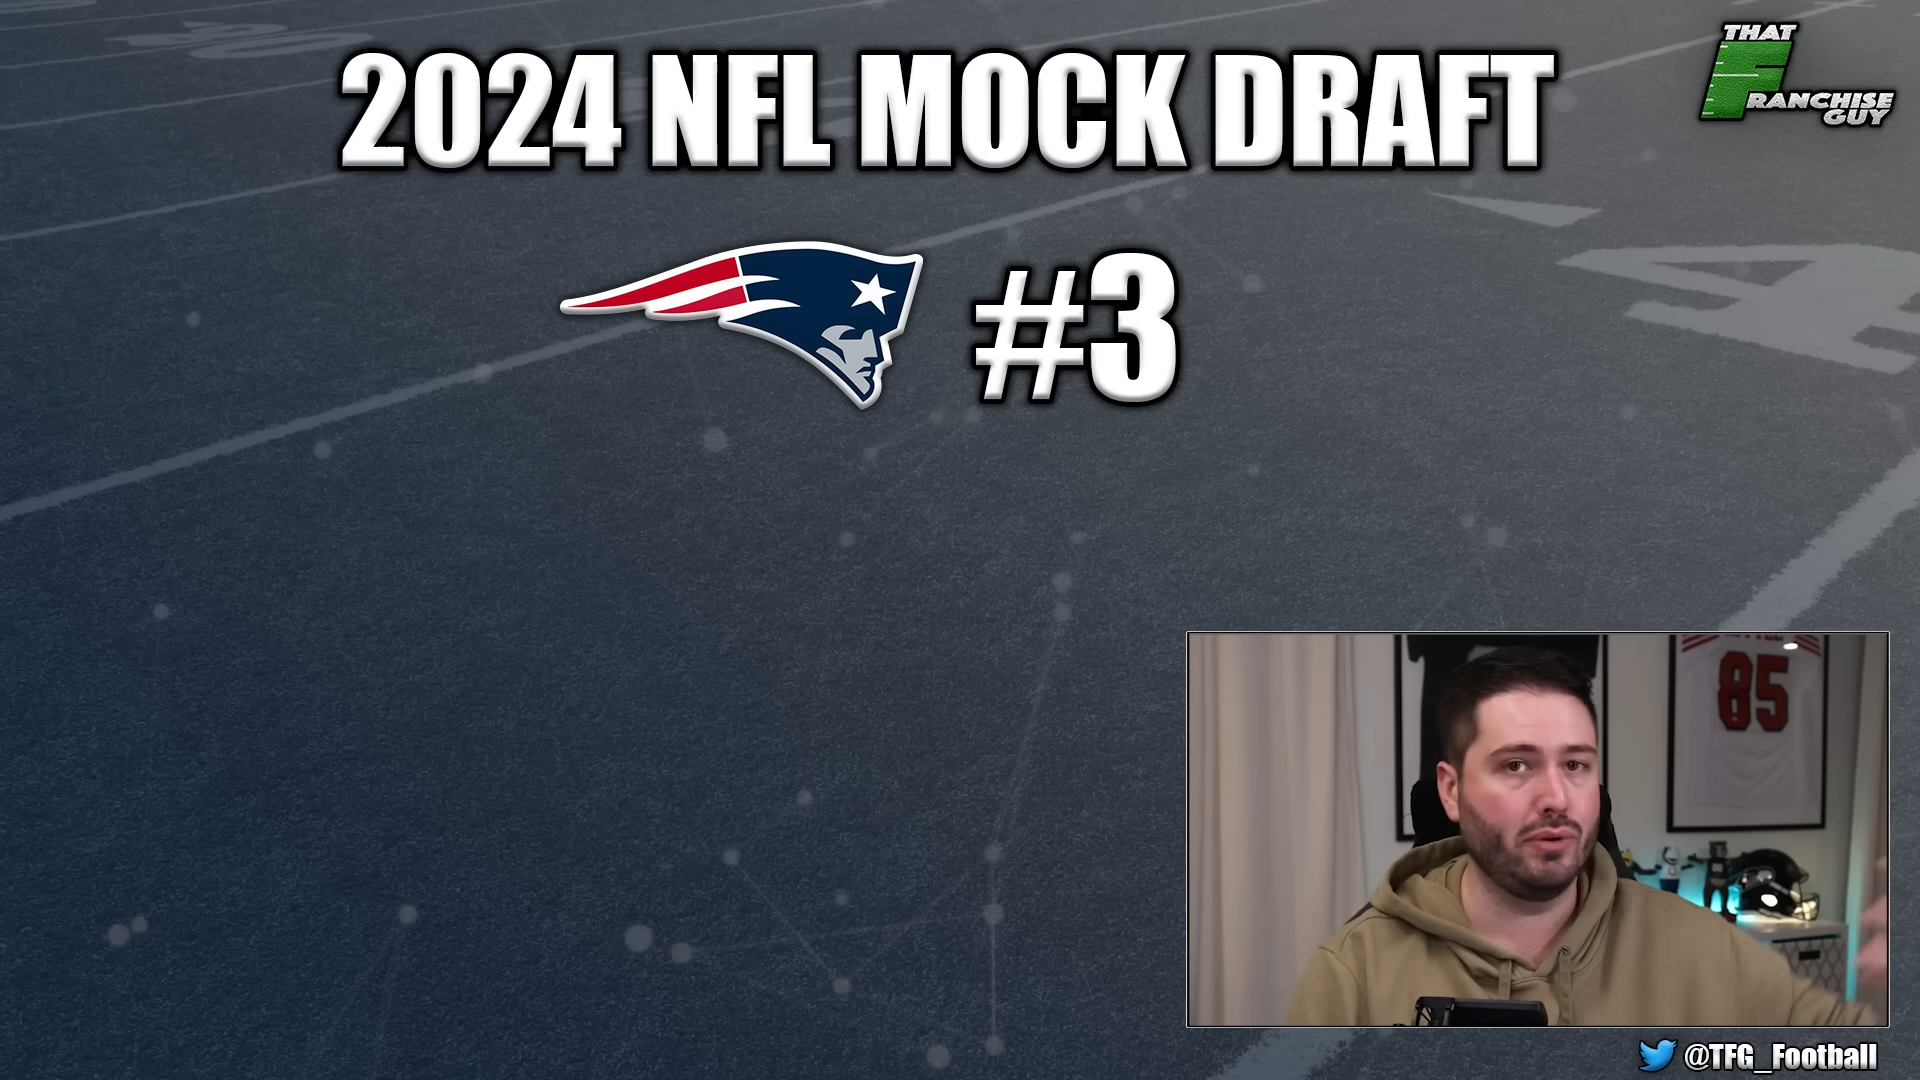 2024 NFL MOCK DRAFT
THAT
FRANCHISE
GUY
#3
85
@TFG_Football